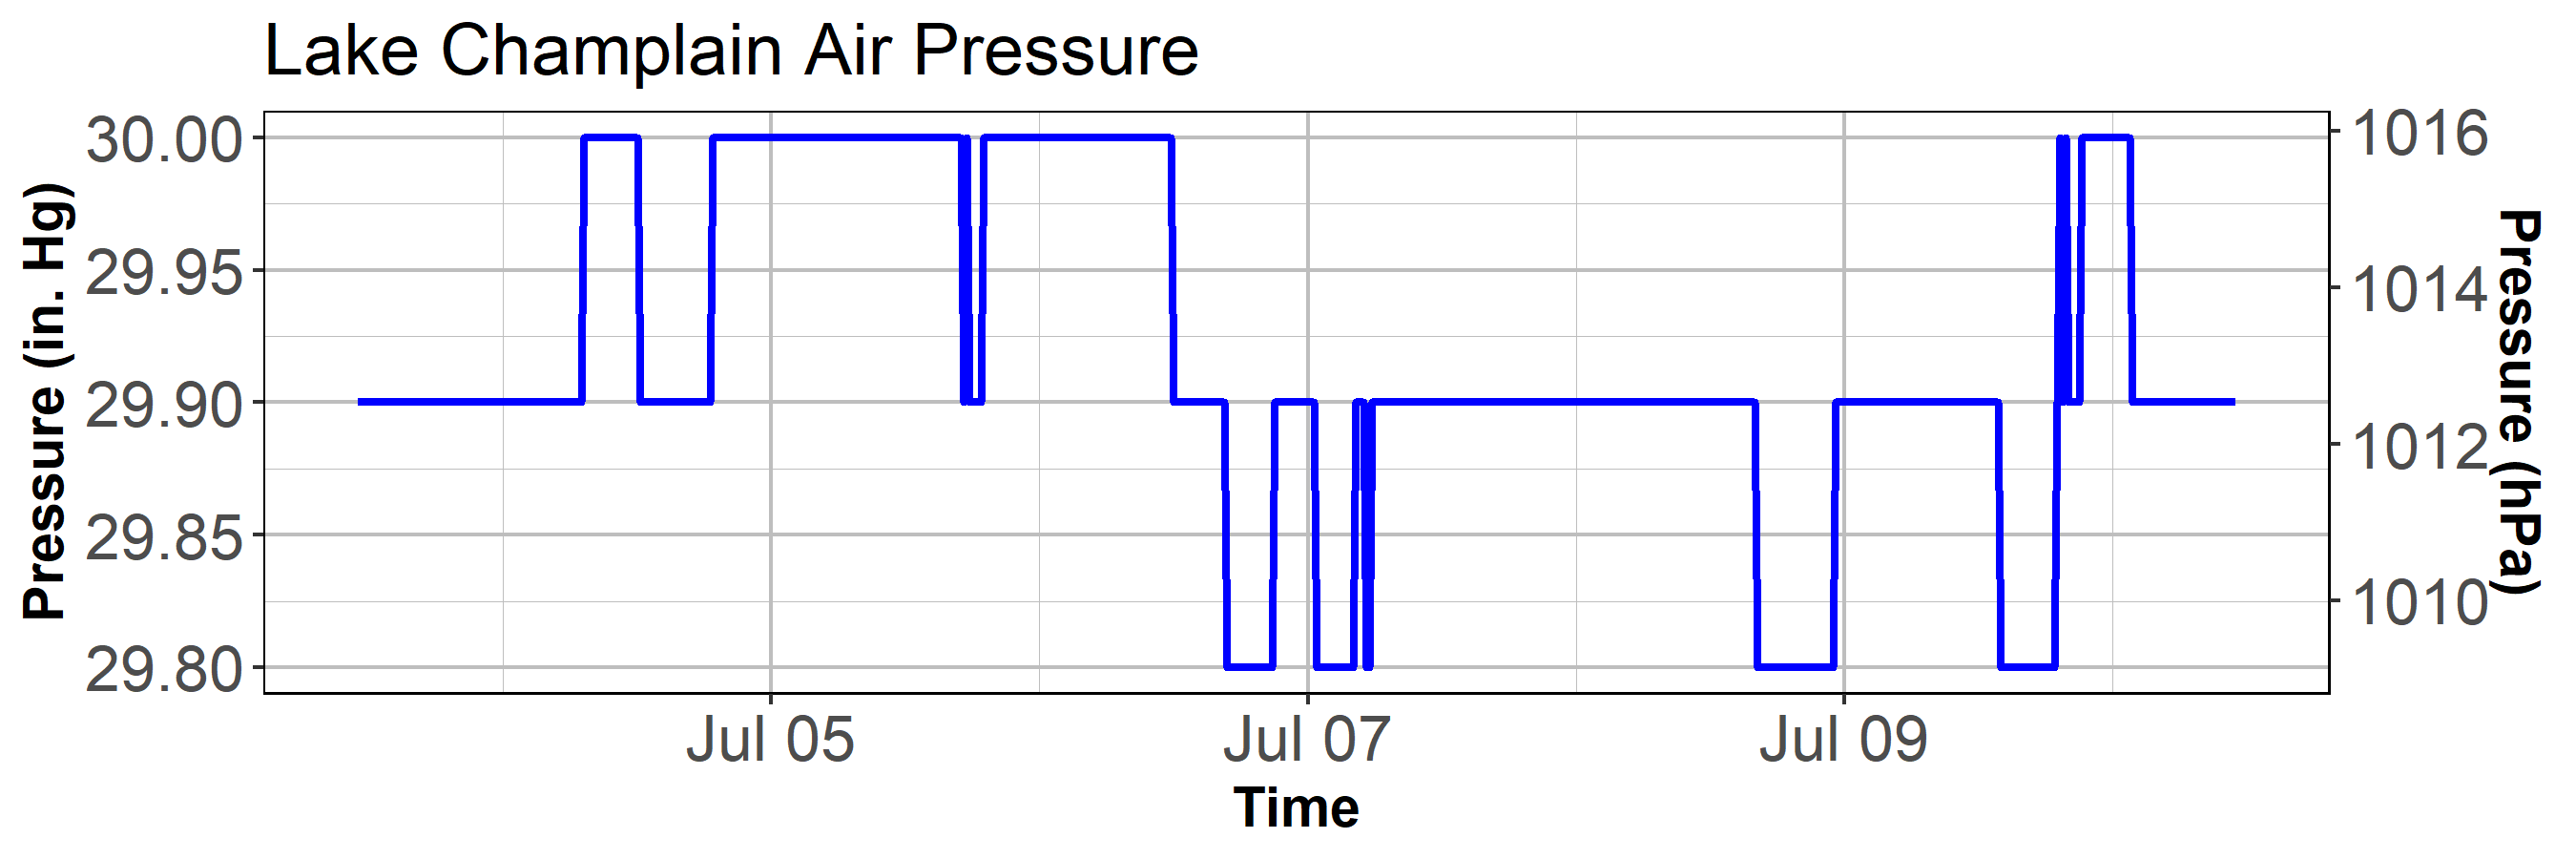 Lake Champlain Air Pressure
Pressure (in. Hg)
30.00
29.95
29.90
29.85
29.80
1016
1014
1012
1010
Pressure (hPa)
Jul 05
Jul 07
Jul 09
Time